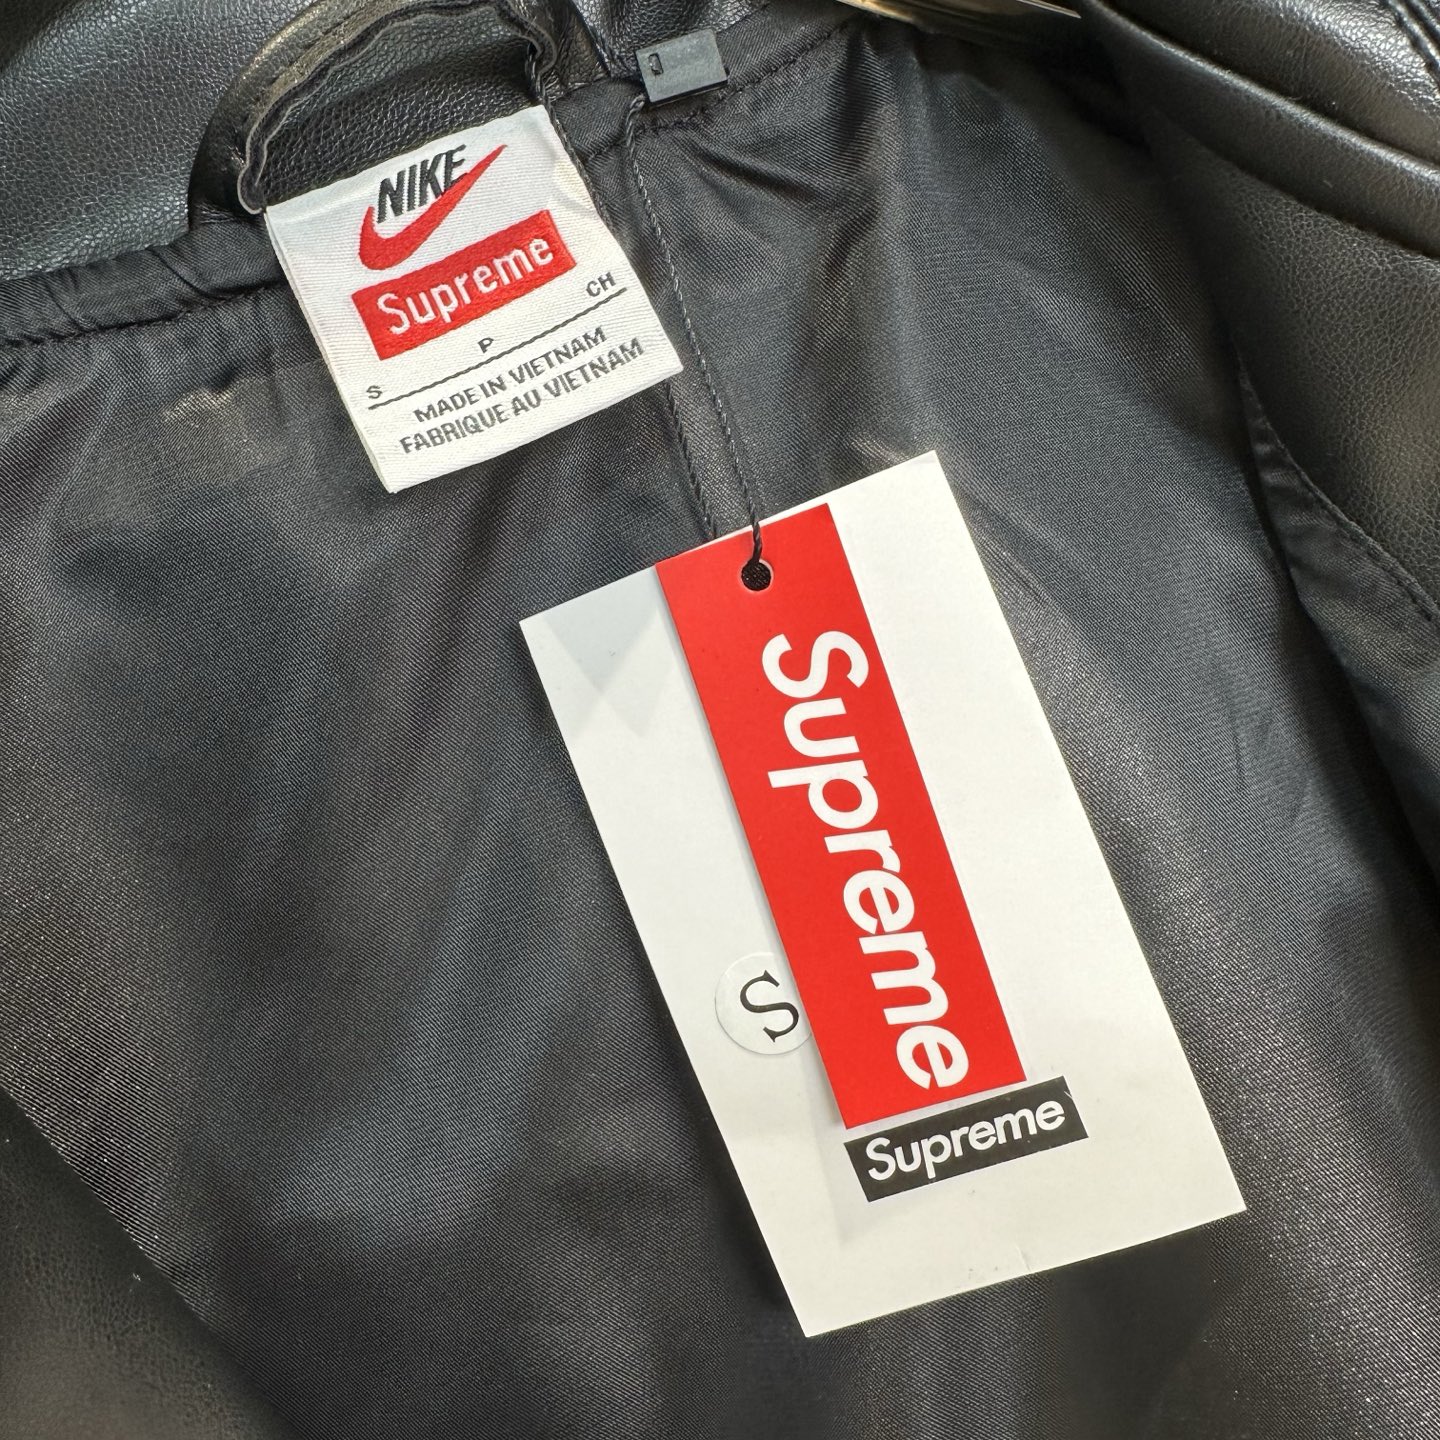 NIKE
Supreme
S P CH
MADE IN VIETNAM
FABRIQUE AU VIETNAM
Supreme
S
Supreme